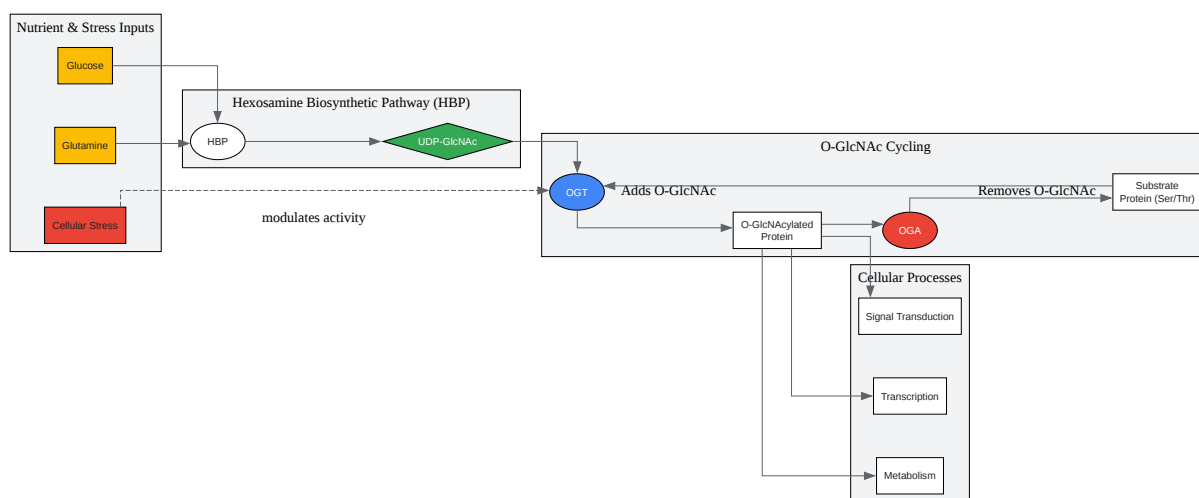 Nutrient & Stress Inputs
Glucose
Hexosamine Biosynthetic Pathway (HBP)
Glutamine
HBP
UDP-GlcNAc
O-GlcNAc Cycling
Cellular Stress
modulates activity
OGT
Adds O-GlcNAc
Removes O-GlcNAc
Substrate
Protein (Ser/Thr)
O-GlcNAcylated
Protein
OGA
Cellular Processes
Signal Transduction
Transcription
Metabolism